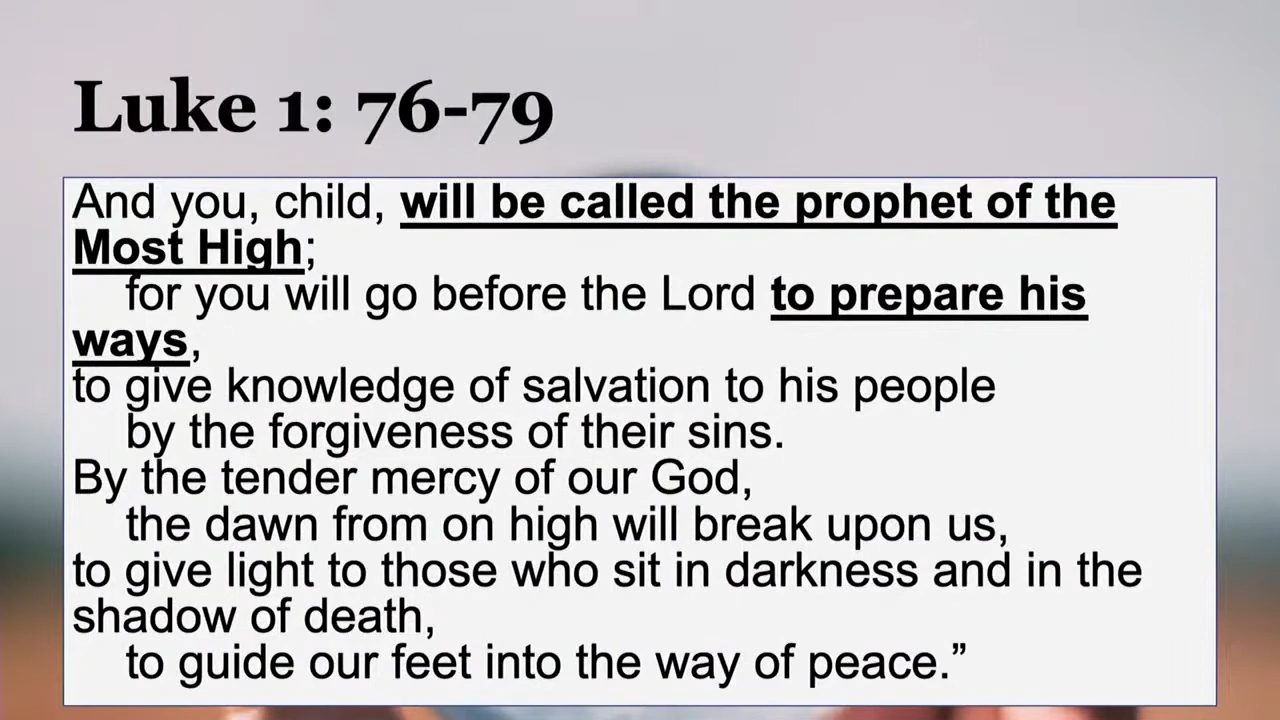 Luke 1: 76-79
And you, child, will be called the prophet of the
Most High;
for you will go before the Lord to prepare his
ways,
to give knowledge of salvation to his people
by the forgiveness of their sins.
By the tender mercy of our God,
the dawn from on high will break upon us,
to give light to those who sit in darkness and in the
shadow of death,
to guide our feet into the way of peace.”